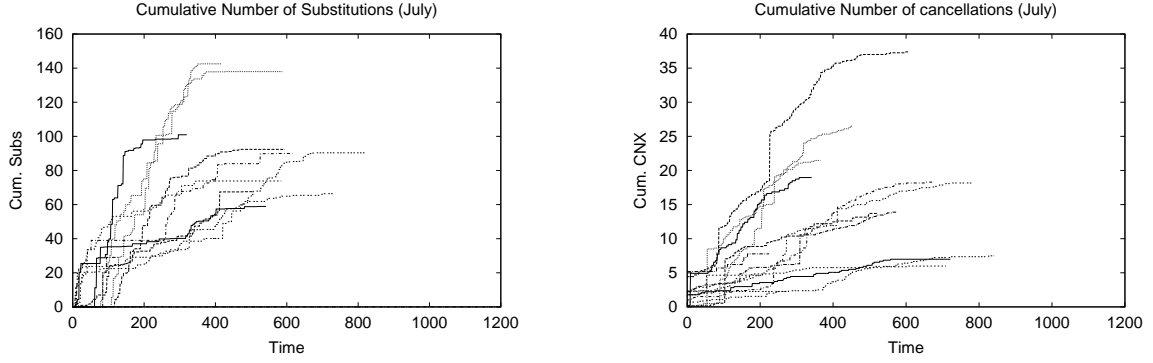 Cumulative Number of Substitutions (July)
160
140
120
100
80
60
40
20
0
Cum. Subs
0 200 400 600 800 1000 1200
Time
Cumulative Number of cancellations (July)
40
35
30
25
20
15
10
5
0
Cum. CNX
0 200 400 600 800 1000 1200
Time